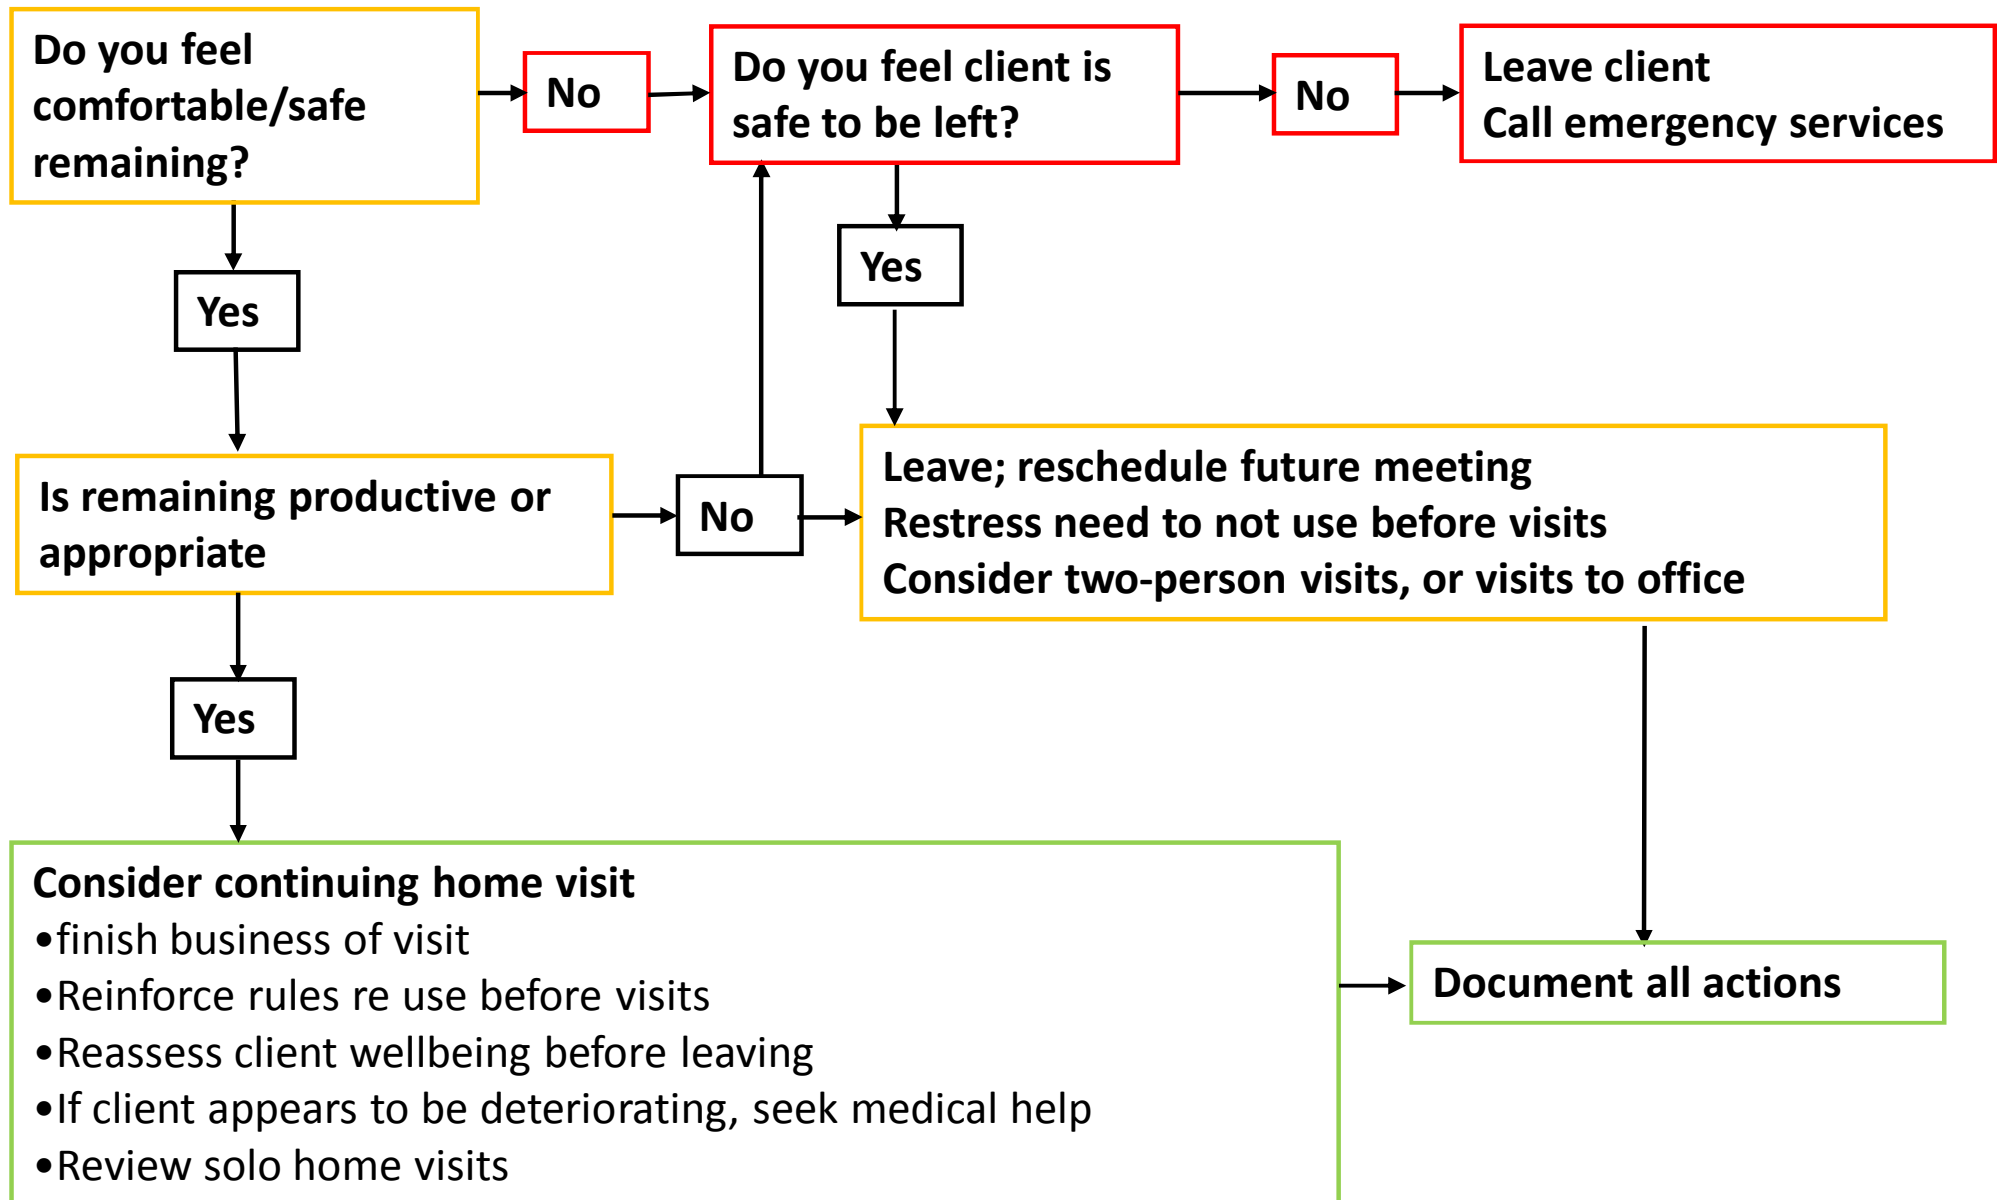 Do you feel
comfortable/safe
remaining?
No
Do you feel client is
safe to be left?
No
Leave client
Call emergency services
Yes
Yes
Is remaining productive or
appropriate
No
Leave; reschedule future meeting
Restress need to not use before visits
Consider two-person visits, or visits to office
Yes
Consider continuing home visit
•finish business of visit
•Reinforce rules re use before visits
•Reassess client wellbeing before leaving
•If client appears to be deteriorating, seek medical help
•Review solo home visits
Document all actions